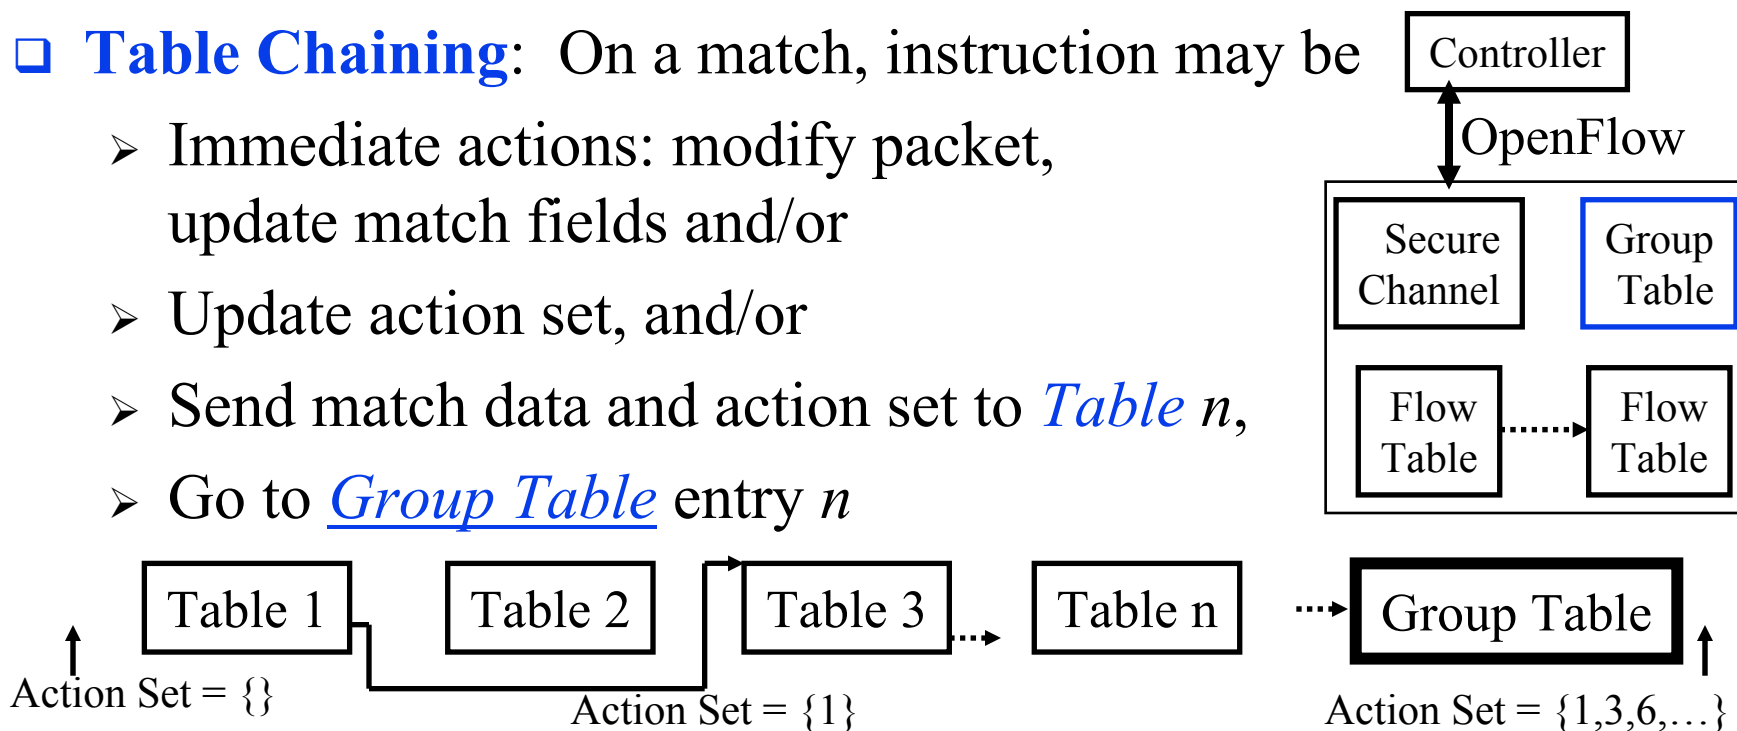 ❑ Table Chaining: On a match, instruction may be
➢ Immediate actions: modify packet,
update match fields and/or
➢ Update action set, and/or
➢ Send match data and action set to Table n,
➢ Go to Group Table entry n
Controller
OpenFlow
Secure
Channel
Group
Table
Flow
Table
Flow
Table
Table 1
Table 2
Table 3
Table n
Group Table
Action Set = {}
Action Set = {1}
Action Set = {1,3,6,…}